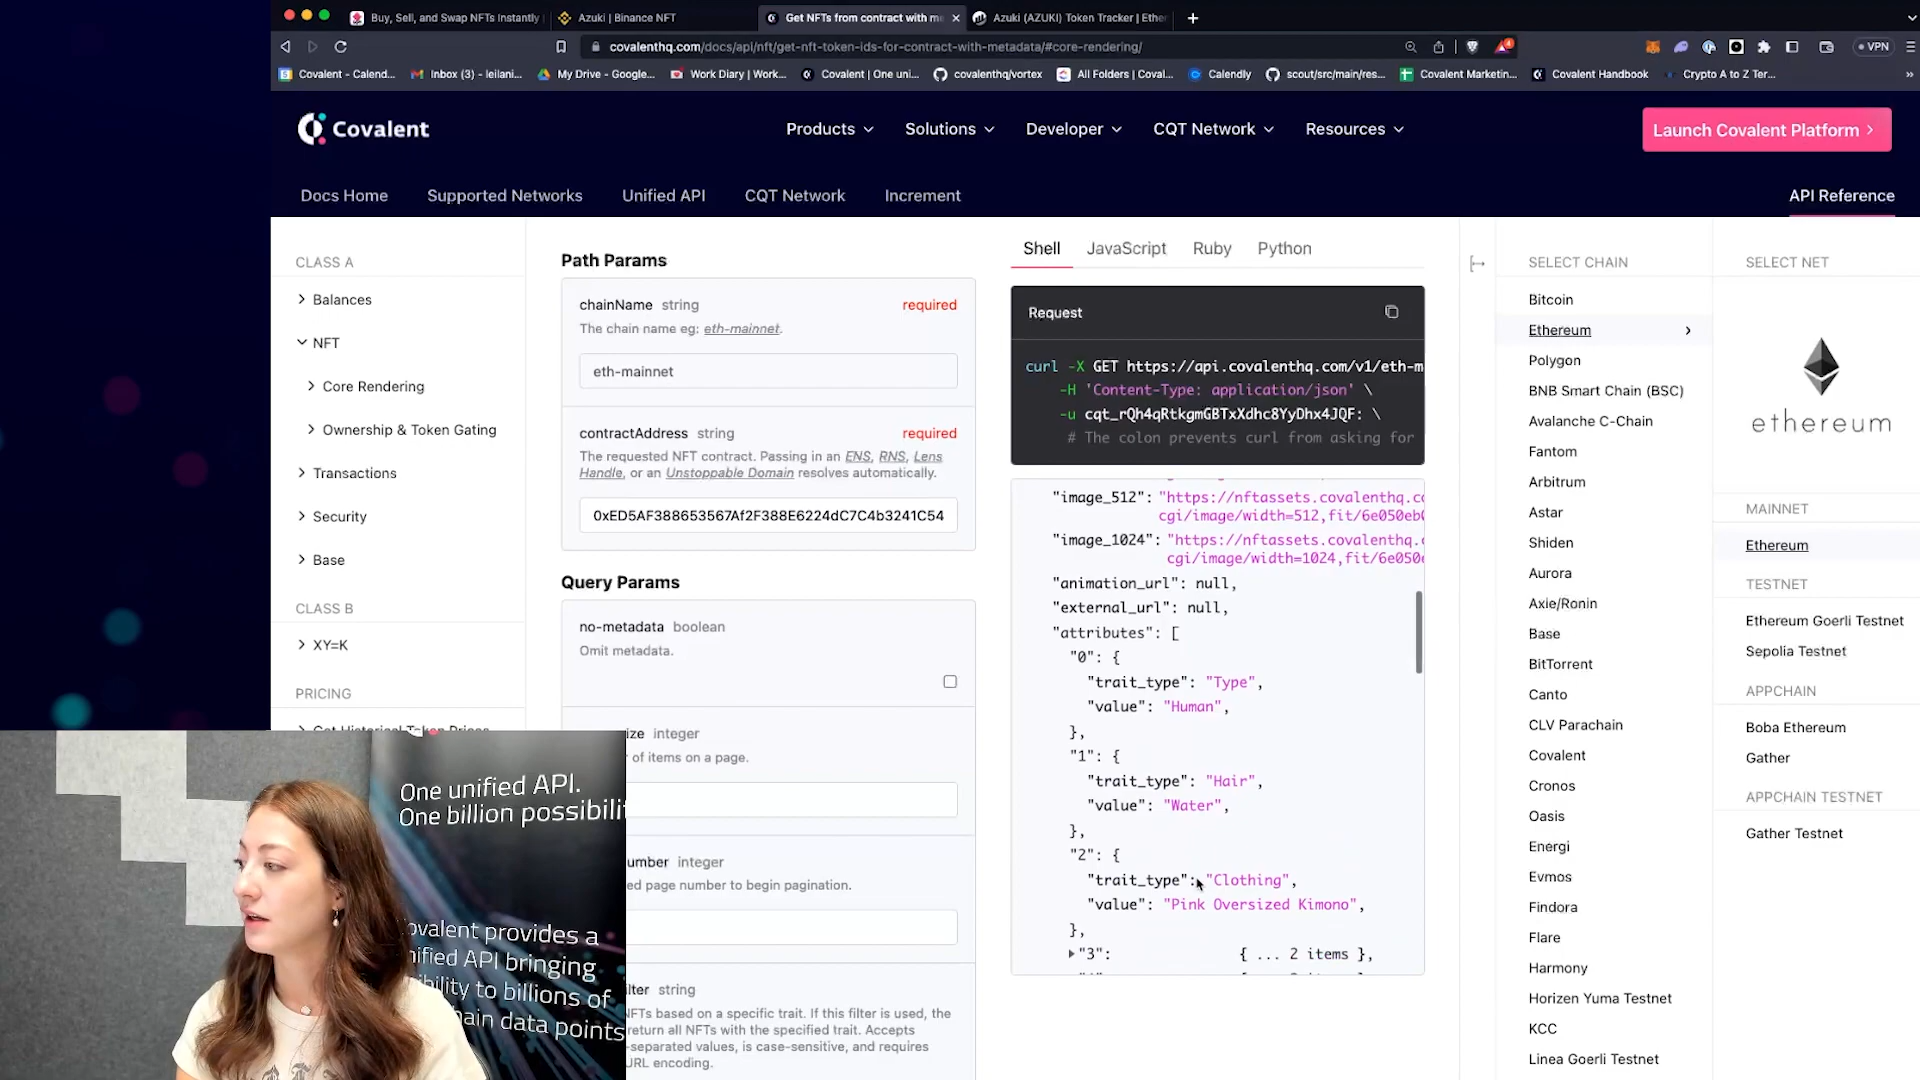 Buy, Sell, and Swap NFTs Instantly
Azuki | Binance NFT
Get NFTs from contract with me
Azuki (AZUKI) Token Tracker | Ethe
covalenthq.com/docs/api/nft/get-nft-token-ids-for-contract-with-metadata/#core-rendering/
VPN
Covalent - Calend...
Inbox (3) - leilani...
My Drive - Google...
Work Diary | Work...
Covalent | One uni...
covalenthq/vortex
All Folders | Coval...
Calendly
scout/src/main/res...
Covalent Marketin...
Covalent Handbook
Crypto A to Z Ter...
Covalent
Products
Solutions
Developer
CQT Network
Resources
Launch Covalent Platform
Docs Home
Supported Networks
Unified API
CQT Network
Increment
API Reference
CLASS A
Balances
NFT
Core Rendering
Ownership & Token Gating
Transactions
Security
Base
CLASS B
XY=K
PRICING
Path Params
chainName string required
The chain name eg: eth-mainnet.
eth-mainnet
contractAddress string required
The requested NFT contract. Passing in an ENS, RNS, Lens
Handle, or an Unstoppable Domain resolves automatically.
0xED5AF388653567Af2F388E6224dC7C4b3241C54
Query Params
no-metadata boolean
Omit metadata.
ize integer
of items on a page.
umber integer
ed page number to begin pagination.
ilter string
NFTs based on a specific trait. If this filter is used, the
return all NFTs with the specified trait. Accepts
-separated values, is case-sensitive, and requires
URL encoding.
Shell
JavaScript
Ruby
Python
Request
curl -X GET https://api.covalenthq.com/v1/eth-m
-H 'Content-Type: application/json' \
-u cqt_rQh4qRtkgmGBTxXdhc8YyDhx4JQF: \
# The colon prevents curl from asking for
"image_512": "https://nftassets.covalenthq.co
cgi/image/width=512,fit/6e050eb
"image_1024": "https://nftassets.covalenthq.
cgi/image/width=1024,fit/6e050e
"animation_url": null,
"external_url": null,
"attributes": [
"0": {
"trait_type": "Type",
"value": "Human",
},
"1": {
"trait_type": "Hair",
"value": "Water",
},
"2": {
"trait_type": "Clothing",
"value": "Pink Oversized Kimono",
},
"3": { ... 2 items },
SELECT CHAIN
Bitcoin
Ethereum
Polygon
BNB Smart Chain (BSC)
Avalanche C-Chain
Fantom
Arbitrum
Astar
Shiden
Aurora
Axie/Ronin
Base
BitTorrent
Canto
CLV Parachain
Covalent
Cronos
Oasis
Energi
Evmos
Findora
Flare
Harmony
Horizen Yuma Testnet
KCC
Linea Goerli Testnet
SELECT NET
ethereum
MAINNET
Ethereum
TESTNET
Ethereum Goerli Testnet
Sepolia Testnet
APPCHAIN
Boba Ethereum
Gather
APPCHAIN TESTNET
Gather Testnet
One unified API.
One billion possibili
ovalent provides a
nified API bringing
bility to billions of
hain data points